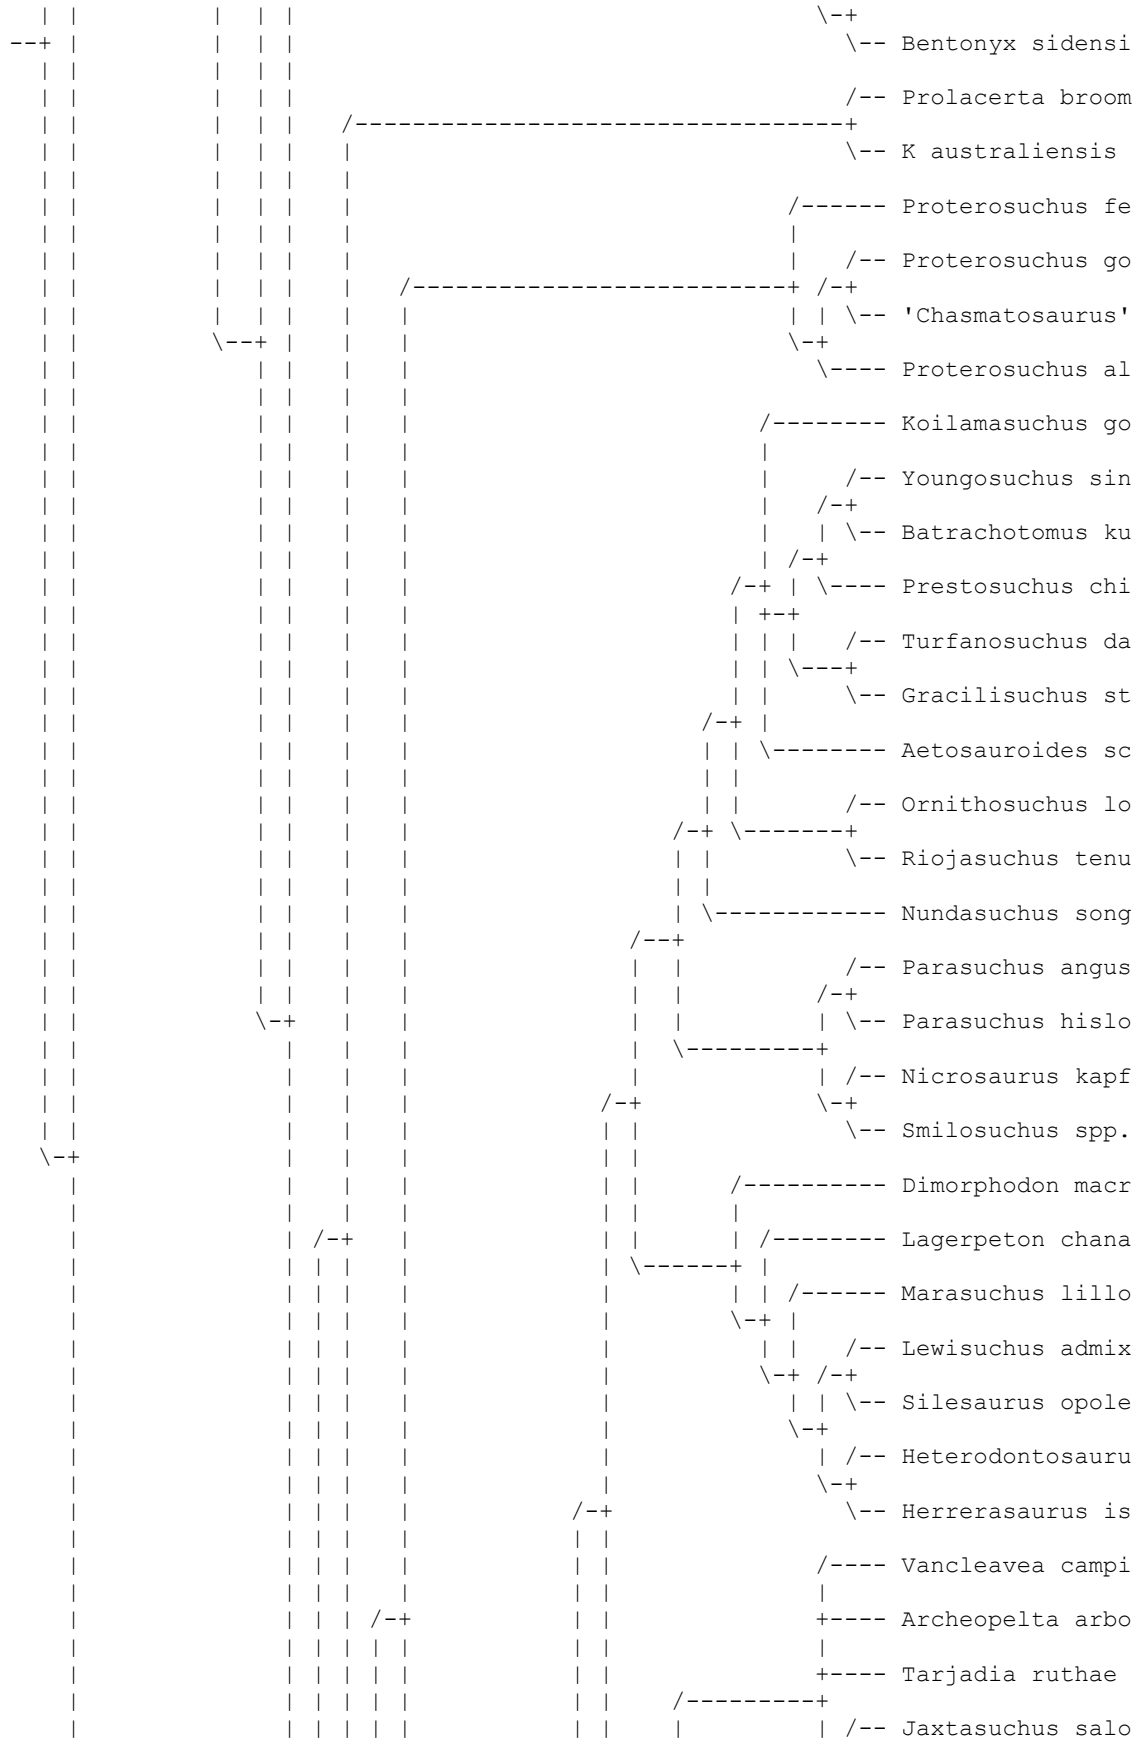 Bentonyx sidensi
Prolacerta broom
K australiensis
Proterosuchus fe
Proterosuchus go
'Chasmatosaurus'
Proterosuchus al
Koilamasuchus go
Youngosuchus sin
Batrachotomus ku
Prestosuchus chi
Turfanosuchus da
Gracilisuchus st
Aetosauroides sc
Ornithosuchus lo
Riojasuchus tenu
Nundasuchus song
Parasuchus angus
Parasuchus hislo
Nicrosaurus kapf
Smilosuchus spp.
Dimorphodon macr
Lagerpeton chana
Marasuchus lillo
Lewisuchus admix
Silesaurus opole
Heterodontosauru
Herrerasaurus is
Vancleavea campi
Archeopelta arbo
Tarjadia ruthae
Jaxtasuchus salo